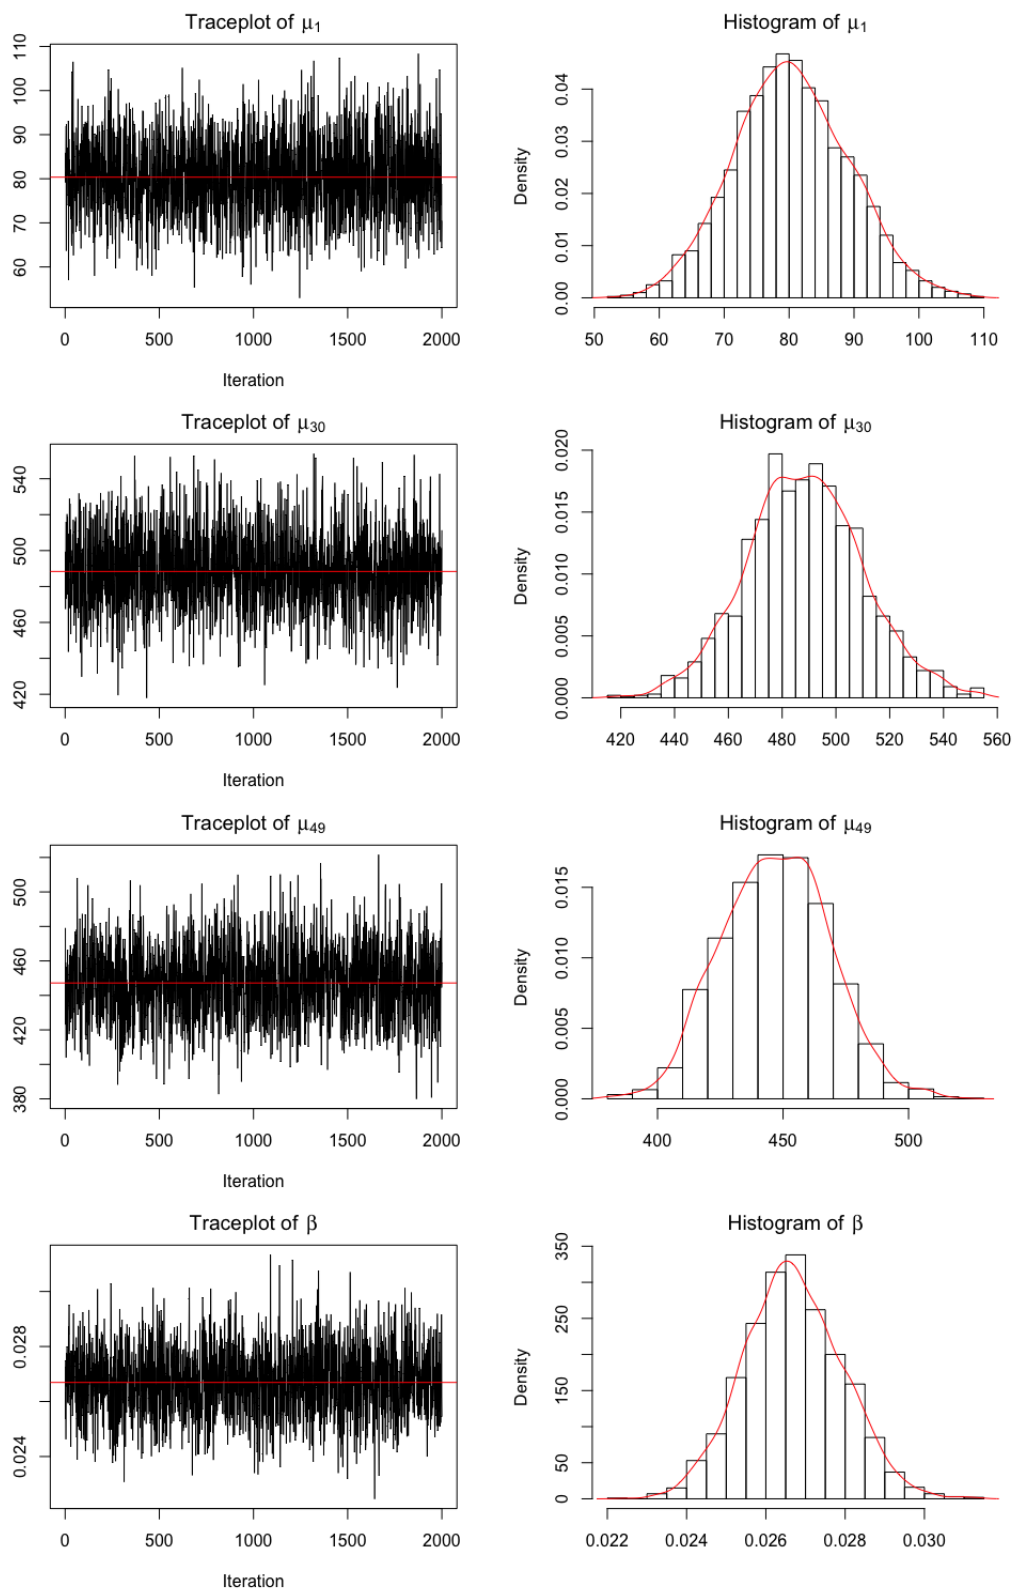 Traceplot of μ1
110
100
90
80
70
60
0 500 1000 1500 2000
Iteration
Histogram of μ1
Density
0.04
0.03
0.02
0.01
0.00
50 60 70 80 90 100 110
Traceplot of μ30
540
500
460
420
0 500 1000 1500 2000
Iteration
Histogram of μ30
Density
0.020
0.015
0.010
0.005
0.000
420 440 460 480 500 520 540 560
Traceplot of μ49
500
460
420
380
0 500 1000 1500 2000
Iteration
Histogram of μ49
Density
0.015
0.010
0.005
0.000
400 450 500
Traceplot of β
0.028
0.024
0 500 1000 1500 2000
Iteration
Histogram of β
Density
350
250
150
50
0
0.022 0.024 0.026 0.028 0.030